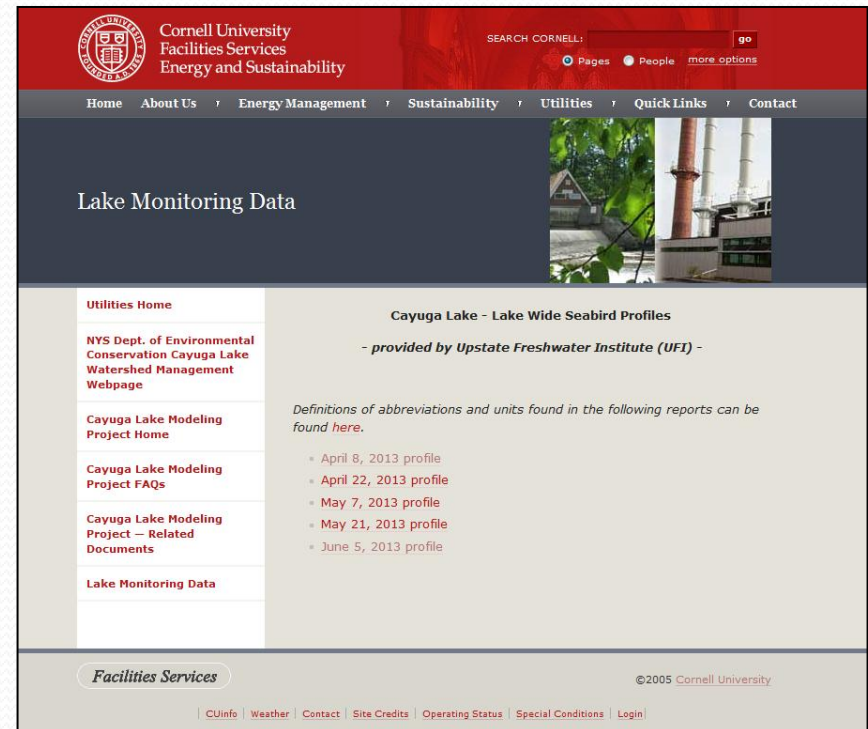 Cornell University
Facilities Services
Energy and Sustainability
SEARCH CORNELL: go
Pages People more options
Home About Us Energy Management Sustainability Utilities Quick Links Contact
Lake Monitoring Data
Utilities Home
NYS Dept. of Environmental
Conservation Cayuga Lake
Watershed Management
Webpage
Cayuga Lake Modeling
Project Home
Cayuga Lake Modeling
Project FAQs
Cayuga Lake Modeling
Project — Related
Documents
Lake Monitoring Data
Cayuga Lake - Lake Wide Seabird Profiles
- provided by Upstate Freshwater Institute (UFI) -
Definitions of abbreviations and units found in the following reports can be
found here.
April 8, 2013 profile
April 22, 2013 profile
May 7, 2013 profile
May 21, 2013 profile
June 5, 2013 profile
Facilities Services
©2005 Cornell University
| CUinfo | Weather | Contact | Site Credits | Operating Status | Special Conditions | Login |